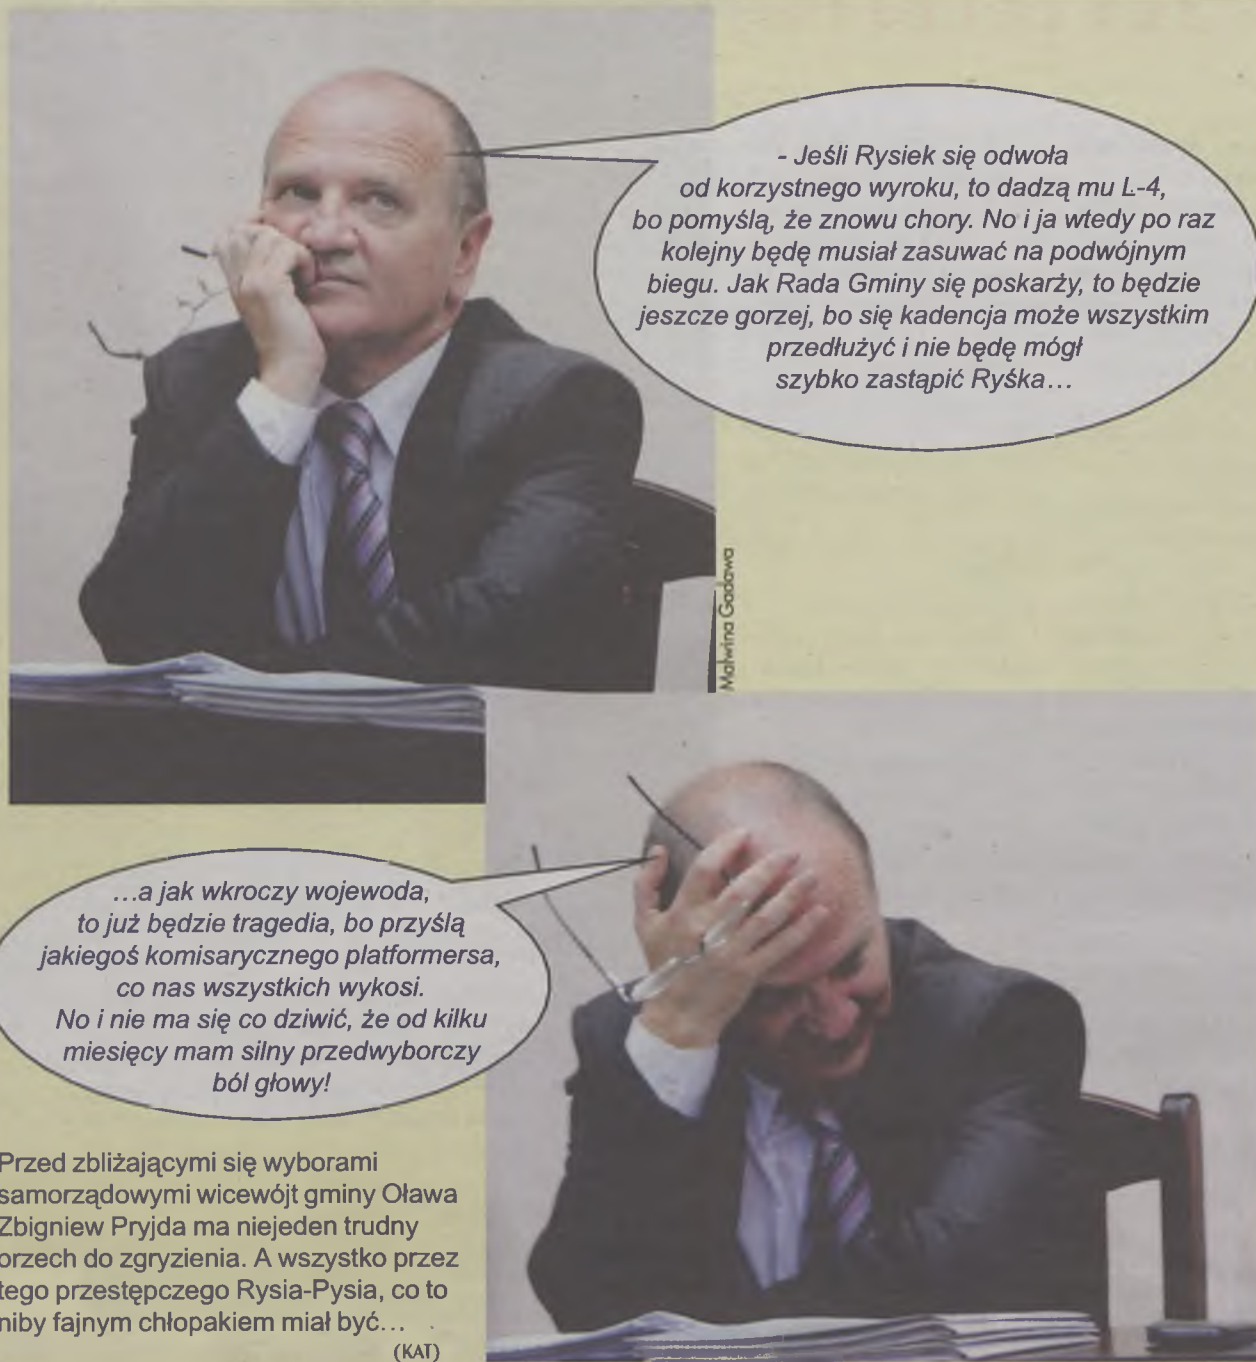 - Jeśli Rysiek się odwoła
od korzystnego wyroku, to dadzą mu L-4,
bo pomyślą, że znowu chory. No i ja wtedy po raz
kolejny będę musiał zasuwać na podwójnym
biegu. Jak Rada Gminy się poskarży, to będzie
jeszcze gorzej, bo się kadencja może wszystkim
przedłużyć i nie będę mógł
szybko zastąpić Ryśka...
Malwina Gadawa
...a jak wkroczy wojewoda,
to już będzie tragedia, bo przyślą
jakiegoś komisarycznego platformersa,
co nas wszystkich wykosi.
No i nie ma się co dziwić, że od kilku
miesięcy mam silny przedwyborczy
ból głowy!
Przed zbliżającymi się wyborami
samorządowymi wicewójt gminy Oława
Zbigniew Pryjda ma niejeden trudny
orzech do zgryzienia. A wszystko przez
tego przestępczego Rysia-Pysia, co to
niby fajnym chłopakiem miał być...
(KAT)